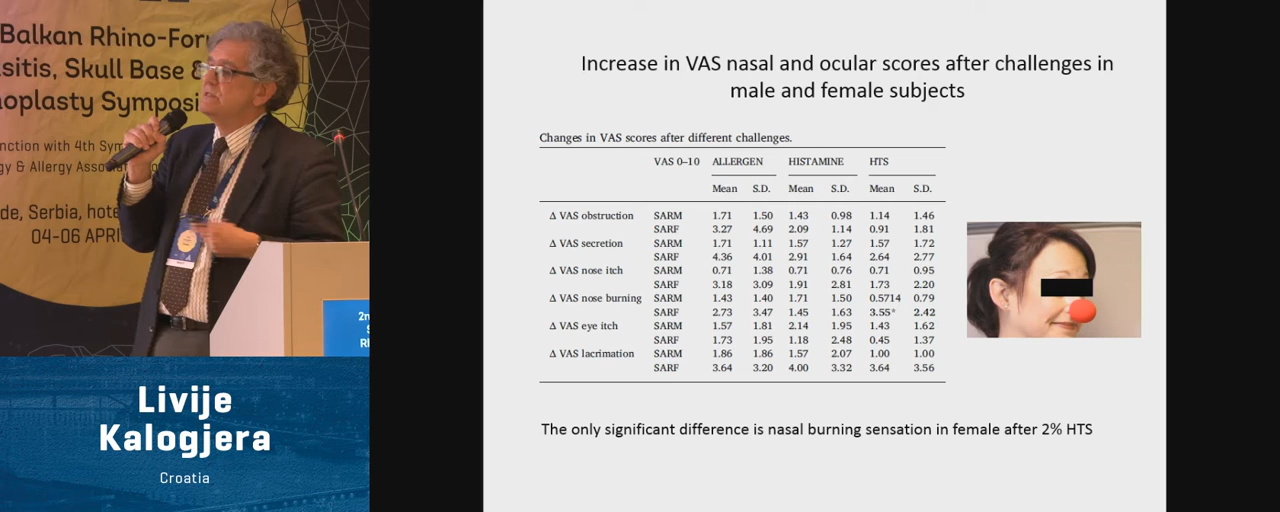 Balkan Rhino-For
sitis, Skull Base &
noplasty Symposi
nction with 4th Sym
gy & Allergy Associa
de, Serbia, hote
04-06 APRI
2n
S
Livije
Kalogjera
Croatia
Increase in VAS nasal and ocular scores after challenges in
male and female subjects
Changes in VAS scores after different challenges.
VAS 0–10 ALLERGEN HISTAMINE HTS
Mean S.D. Mean S.D. Mean S.D.
Δ VAS obstruction SARM 1.71 1.50 1.43 0.98 1.14 1.46
SARF 3.27 4.69 2.09 1.14 0.91 1.81
Δ VAS secretion SARM 1.71 1.11 1.57 1.27 1.57 1.72
SARF 4.36 4.01 2.91 1.64 2.64 2.77
Δ VAS nose itch SARM 0.71 1.38 0.71 0.76 0.71 0.95
SARF 3.18 3.09 1.91 2.81 1.73 2.20
Δ VAS nose burning SARM 1.43 1.40 1.71 1.50 0.5714 0.79
SARF 2.73 3.47 1.45 1.63 3.55* 2.42
Δ VAS eye itch SARM 1.57 1.81 2.14 1.95 1.43 1.62
SARF 1.73 1.95 1.18 2.48 0.45 1.37
Δ VAS lacrimation SARM 1.86 1.86 1.57 2.07 1.00 1.00
SARF 3.64 3.20 4.00 3.32 3.64 3.56
The only significant difference is nasal burning sensation in female after 2% HTS